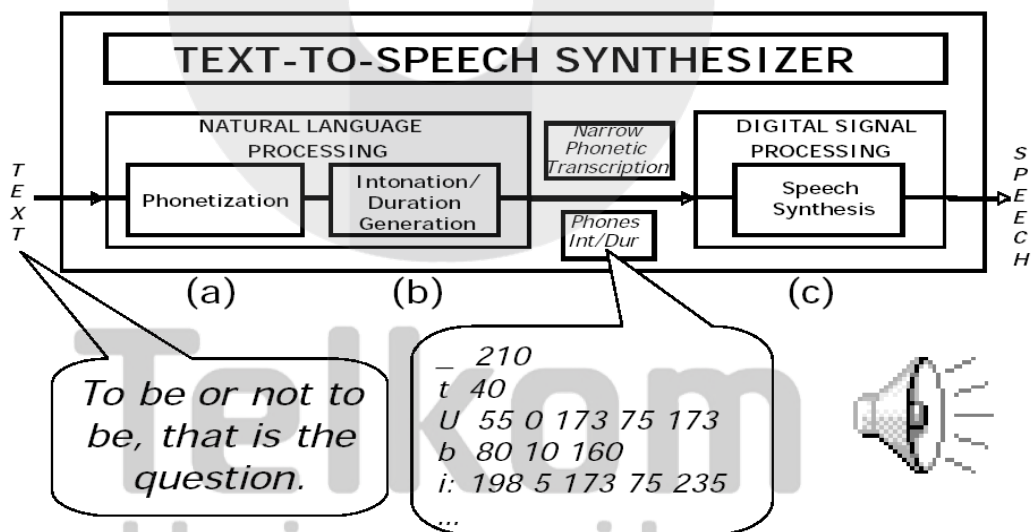 TEXT-TO-SPEECH SYNTHESIZER
NATURAL LANGUAGE
PROCESSING
Narrow
Phonetic
Transcription
DIGITAL SIGNAL
PROCESSING
TEXT
Phonetization
Intonation/
Duration
Generation
Speech
Synthesis
SPEECH
Phones
Int/Dur
(a)
(b)
(c)
To be or not to
be, that is the
question.
_ 210
t 40
U 55 0 173 75 173
b 80 10 160
i: 198 5 173 75 235
...
Telkom